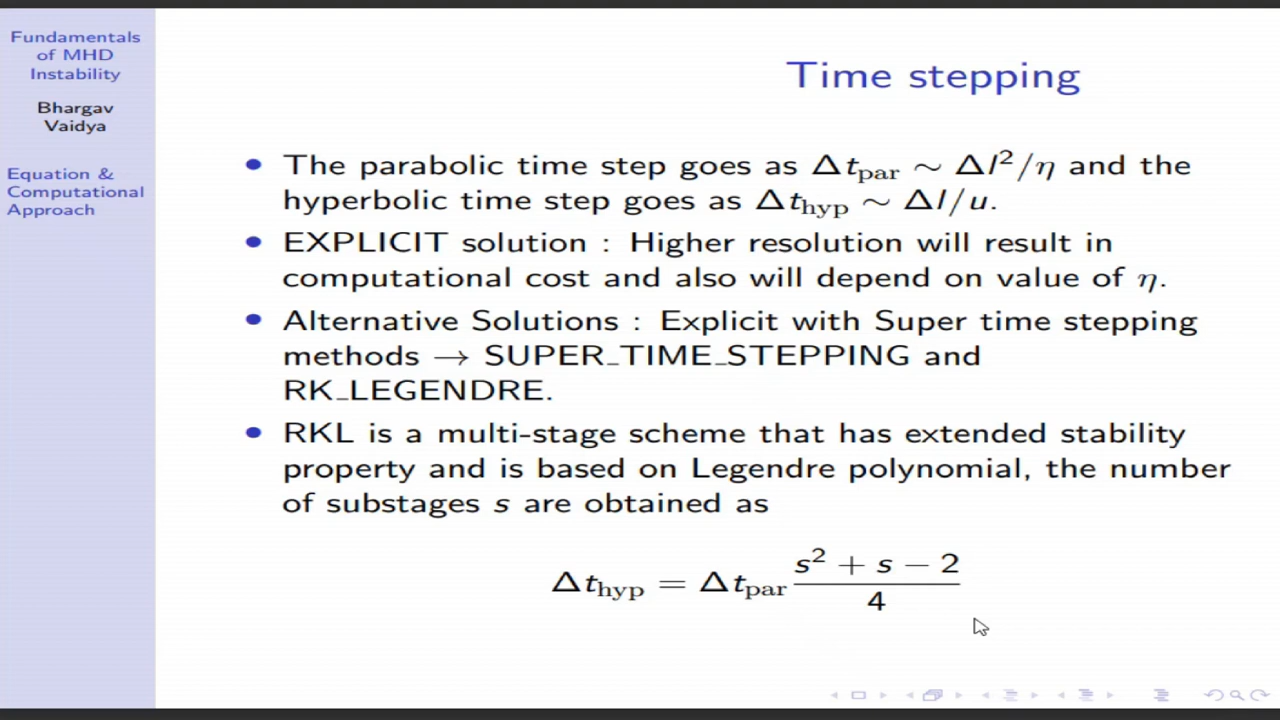 Fundamentals
of MHD
Instability
Bhargav
Vaidya
Equation &
Computational
Approach
Time stepping
• The parabolic time step goes as Δt_par ∼ Δl²/η and the
hyperbolic time step goes as Δt_hyp ∼ Δl/u.
• EXPLICIT solution : Higher resolution will result in
computational cost and also will depend on value of η.
• Alternative Solutions : Explicit with Super time stepping
methods → SUPER_TIME_STEPPING and
RK_LEGENDRE.
• RKL is a multi-stage scheme that has extended stability
property and is based on Legendre polynomial, the number
of substages s are obtained as
Δt_hyp = Δt_par (s² + s − 2)/4